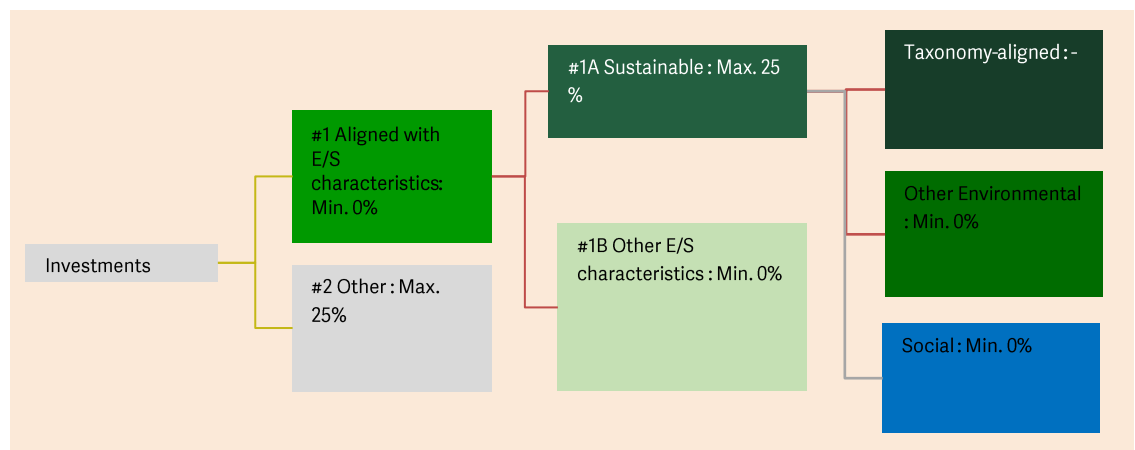 Investments
#1 Aligned with
E/S
characteristics:
Min. 0%
#2 Other : Max.
25%
#1A Sustainable : Max. 25
%
#1B Other E/S
characteristics : Min. 0%
Taxonomy-aligned : -
Other Environmental
: Min. 0%
Social : Min. 0%